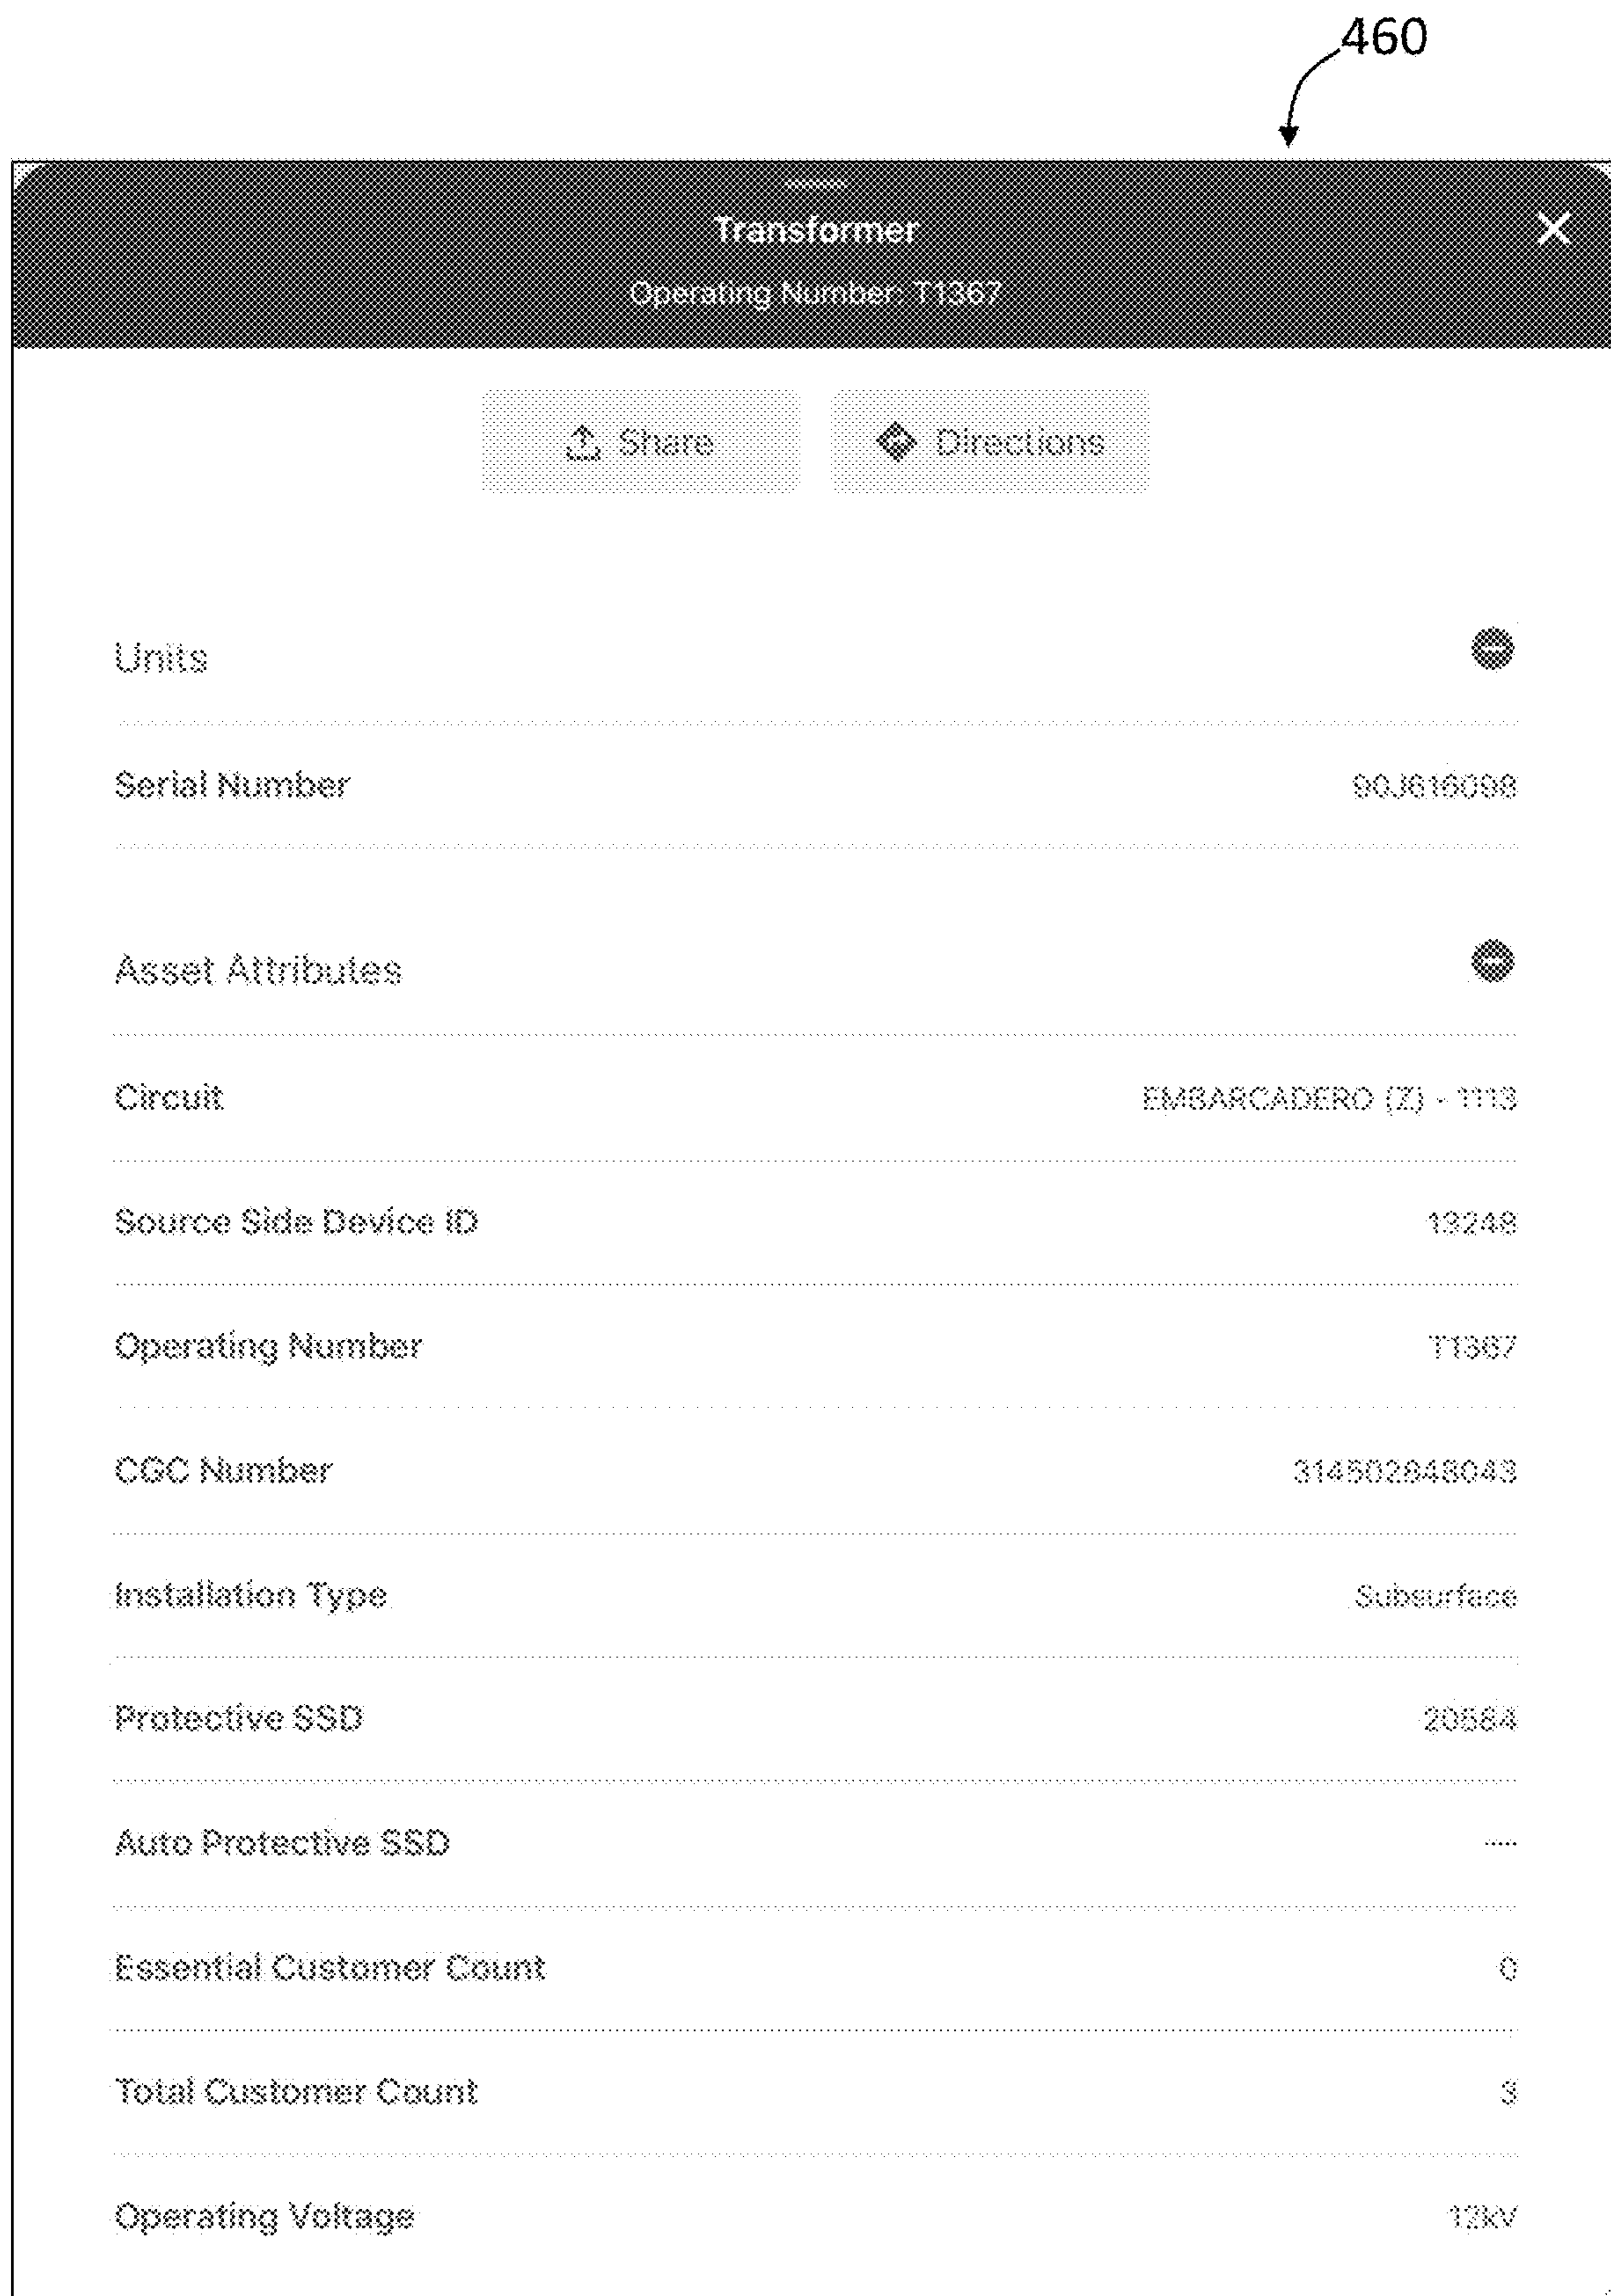 460
Transformer
Operating Number: T1367
Share Directions
Units
Serial Number 90J616098
Asset Attributes
Circuit EMBARCADERO (Z) - 1113
Source Side Device ID 13248
Operating Number T1367
CGC Number 314502848043
Installation Type Subsurface
Protective SSD
Auto Protective SSD ----
Essential Customer Count 0
Total Customer Count 3
Operating Voltage 12kV